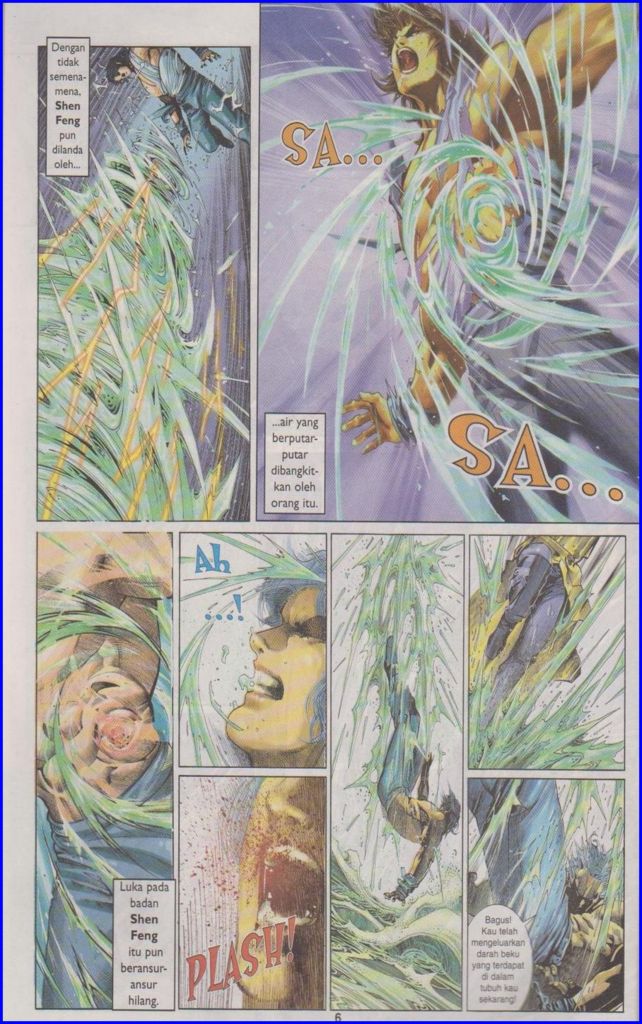 Dengan
tidak
semena-
mena,
Shen
Feng
pun
dilanda
oleh...
SA...
SA...
...air yang
berputar-
putar
dibangkit-
kan oleh
orang itu.
Luka pada
badan
Shen
Feng
itu pun
beransur-
ansur
hilang.
Ah
...!
PLASH!
Bagus!
Kau telah
mengeluarkan
darah beku
yang terdapat
di dalam
tubuh kau
sekarang!
6